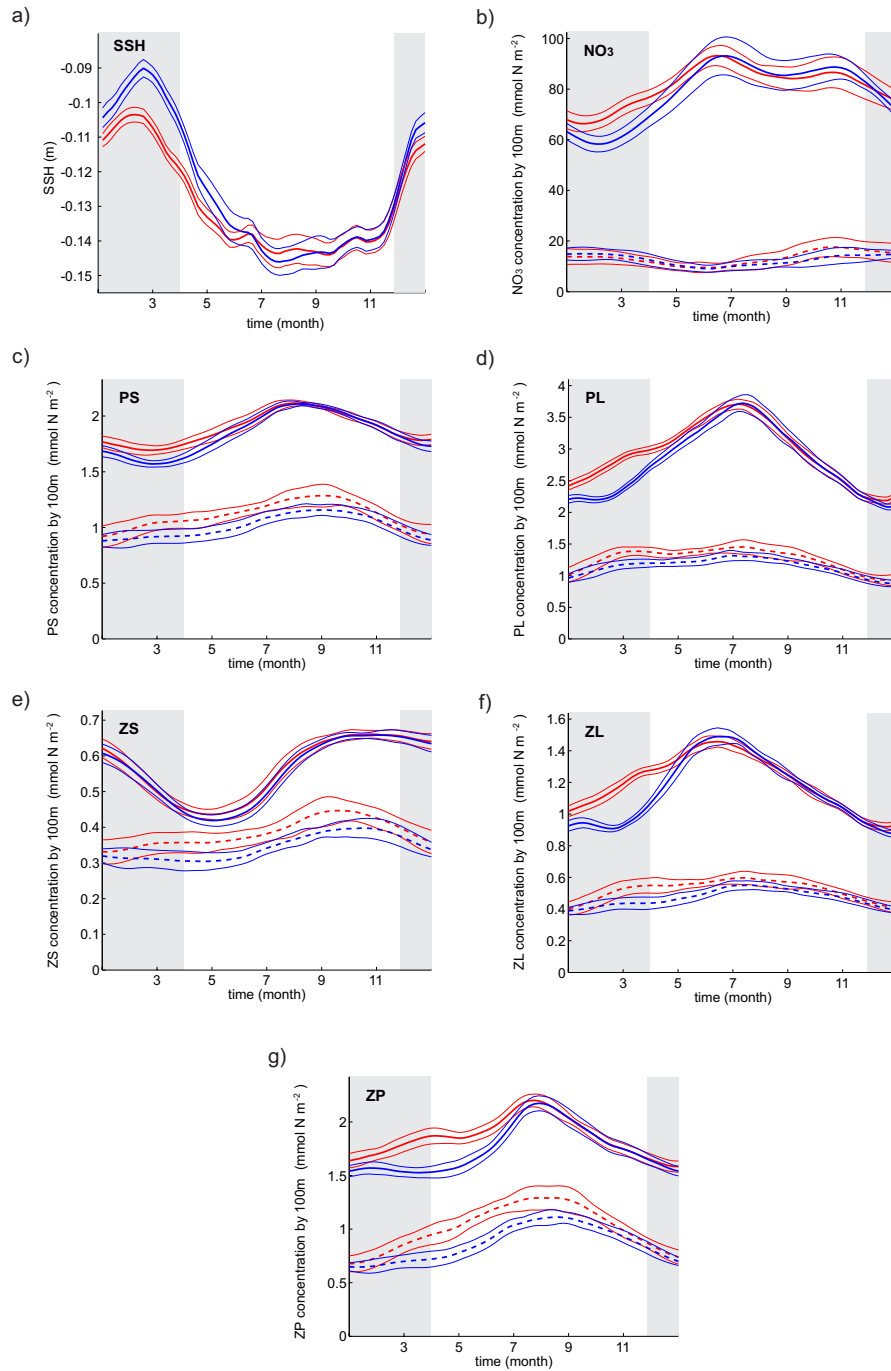 a)
SSH
-0.09
-0.1
-0.11
-0.12
-0.13
-0.14
-0.15
SSH (m)
3 5 7 9 11
time (month)
b)
NO3
100
80
60
40
20
0
NO3 concentration by 100m (mmol N m-2)
3 5 7 9 11
time (month)
c)
PS
2
1.5
1
0.5
0
PS concentration by 100m (mmol N m-2)
3 5 7 9 11
time (month)
d)
PL
4
3.5
3
2.5
2
1.5
1
0.5
0
PL concentration by 100m (mmol N m-2)
3 5 7 9 11
time (month)
e)
ZS
0.7
0.6
0.5
0.4
0.3
0.2
0.1
0
ZS concentration by 100m (mmol N m-2)
3 5 7 9 11
time (month)
f)
ZL
1.6
1.4
1.2
1
0.8
0.6
0.4
0.2
0
ZL concentration by 100m (mmol N m-2)
3 5 7 9 11
time (month)
g)
ZP
2
1.5
1
0.5
0
ZP concentration by 100m (mmol N m-2)
3 5 7 9 11
time (month)